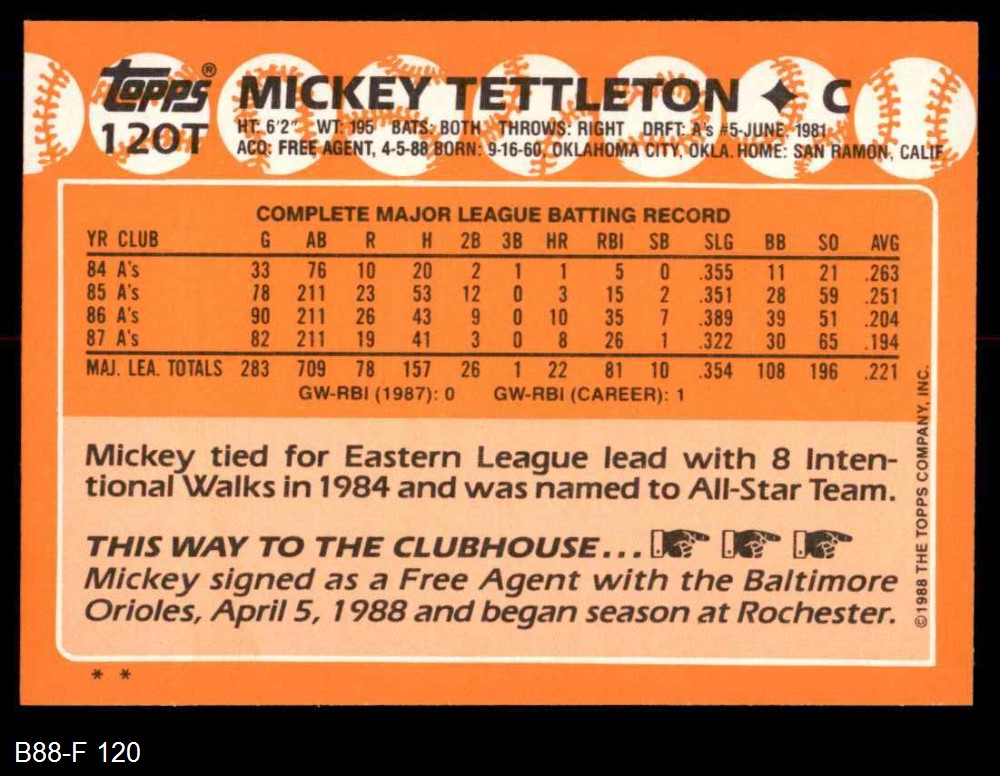 topps® MICKEY TETTLETON ✦ C
120T
HT: 6'2" WT: 195 BATS: BOTH THROWS: RIGHT DRFT: A's #5-JUNE, 1981
ACQ: FREE AGENT, 4-5-88 BORN: 9-16-60, OKLAHOMA CITY, OKLA. HOME: SAN RAMON, CALIF.
COMPLETE MAJOR LEAGUE BATTING RECORD
YR CLUB G AB R H 2B 3B HR RBI SB SLG BB SO AVG
84 A's 33 76 10 20 2 1 1 5 0 .355 11 21 .263
85 A's 78 211 23 53 12 0 3 15 2 .351 28 59 .251
86 A's 90 211 26 43 9 0 10 35 7 .389 39 51 .204
87 A's 82 211 19 41 3 0 8 26 1 .322 30 65 .194
MAJ. LEA. TOTALS 283 709 78 157 26 1 22 81 10 .354 108 196 .221
GW-RBI (1987): 0 GW-RBI (CAREER): 1
Mickey tied for Eastern League lead with 8 Inten-
tional Walks in 1984 and was named to All-Star Team.
THIS WAY TO THE CLUBHOUSE...
Mickey signed as a Free Agent with the Baltimore
Orioles, April 5, 1988 and began season at Rochester.
©1988 THE TOPPS COMPANY, INC.
* *
B88-F 120